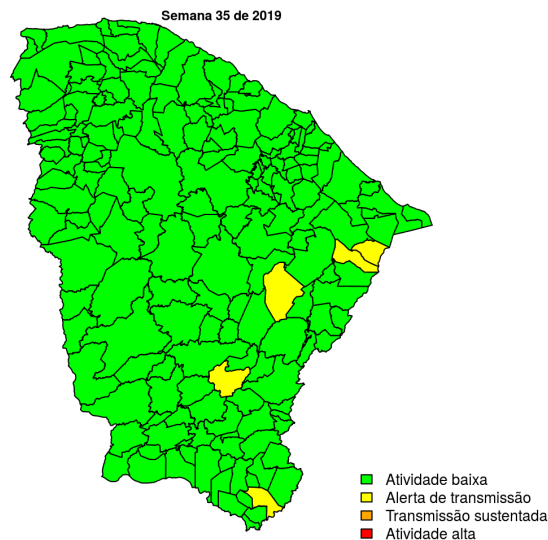 Semana 35 de 2019
Atividade baixa
Alerta de transmissão
Transmissão sustentada
Atividade alta